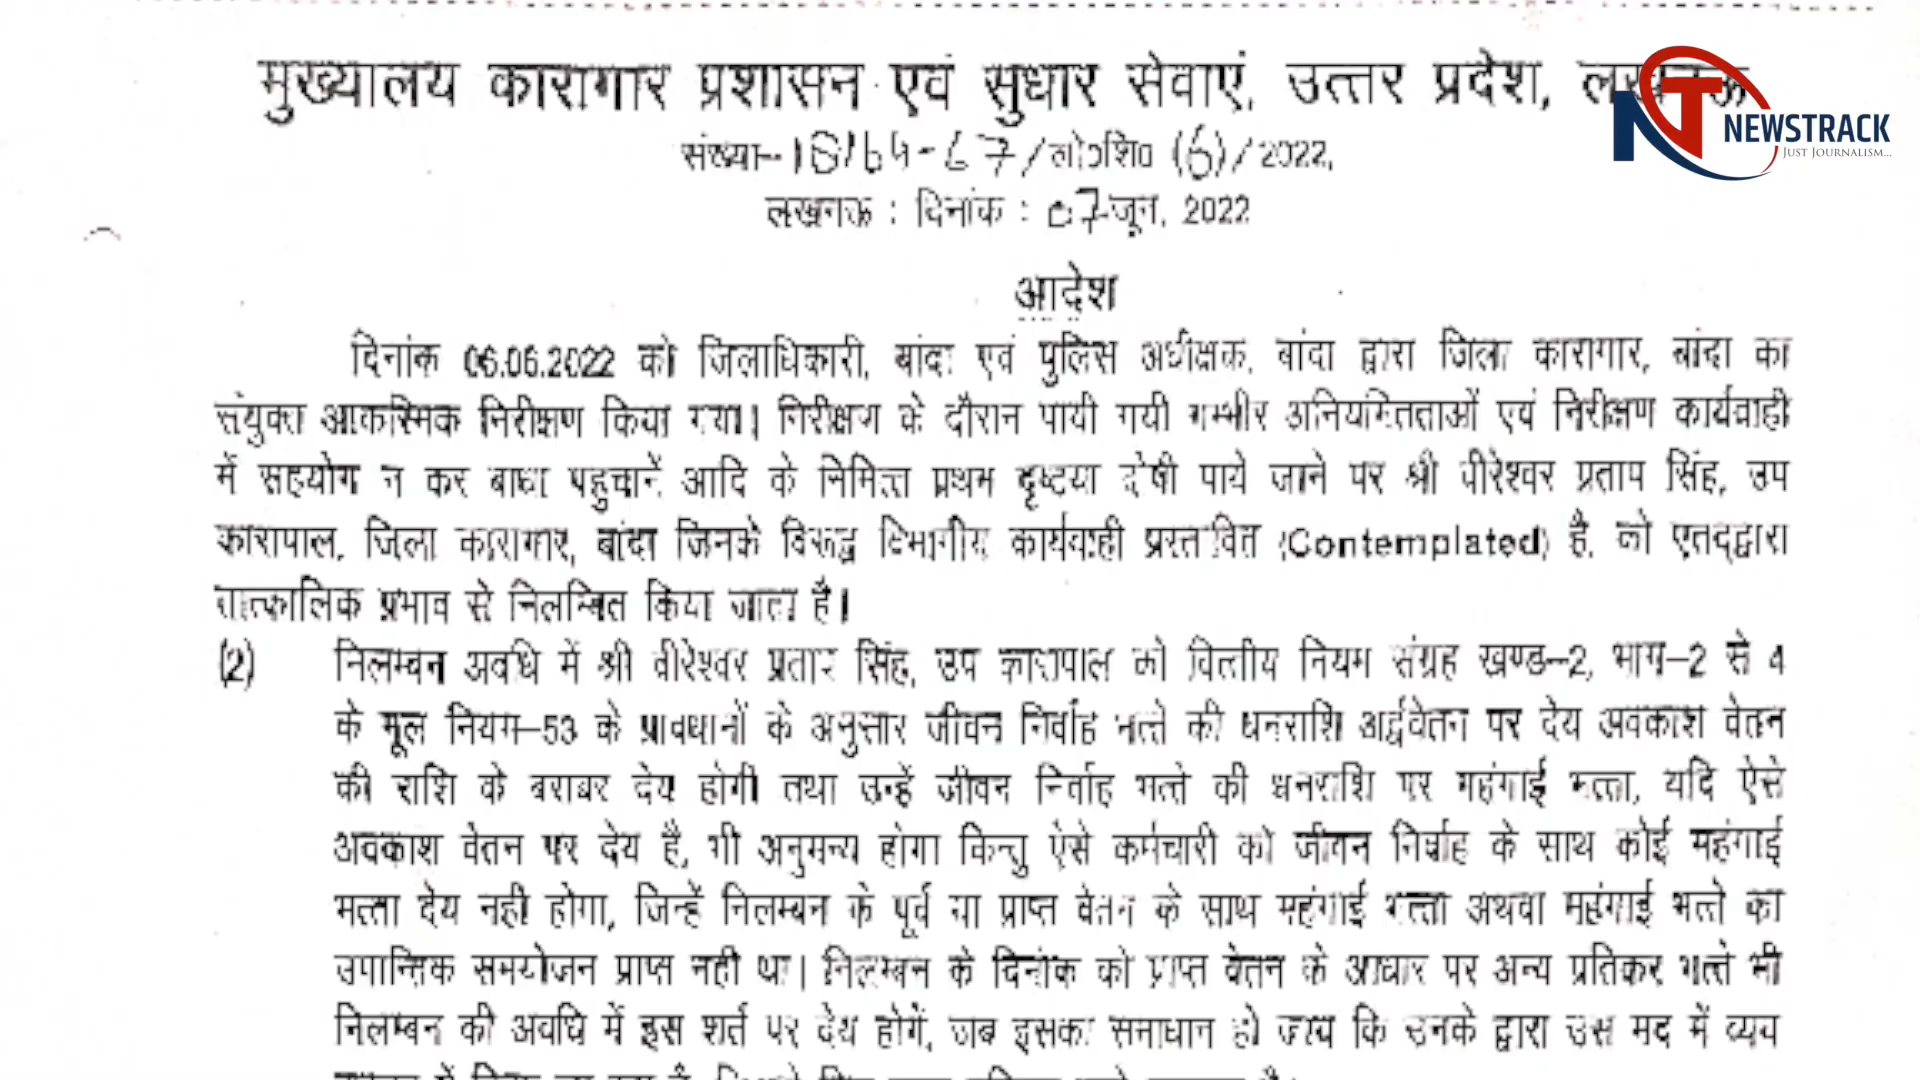 मुख्यालय कारागार प्रशासन एवं सुधार सेवाएं, उत्तर प्रदेश, लखनऊ
NEWSTRACK
JUST JOURNALISM...
संख्या- /2022,
लखनऊ : दिनांक : 07 जून, 2022
आदेश
दिनांक 06.06.2022 को जिलाधिकारी, बांदा एवं पुलिस अधीक्षक, बांदा द्वारा जिला कारागार, बांदा का
संयुक्त आकस्मिक निरीक्षण किया गया। निरीक्षण के दौरान पायी गयी गम्भीर अनियमितताओं एवं निरीक्षण कार्यवाही
में सहयोग न कर बाधा पहुचानें आदि के निमित्त प्रथम दृष्टया दोषी पाये जाने पर श्री वीरेश्वर प्रताप सिंह, उप
कारापाल, जिला कारागार, बांदा जिनके विरूद्ध विभागीय कार्यवाही प्रस्तावित (Contemplated) है, को एतद्द्वारा
तात्कालिक प्रभाव से निलम्बित किया जाता है।
(2) निलम्बन अवधि में श्री वीरेश्वर प्रताप सिंह, उप कारापाल को वित्तीय नियम संग्रह खण्ड-2, भाग-2 से 4
के मूल नियम-53 के प्रावधानों के अनुसार जीवन निर्वाह भत्ते की धनराशि अर्द्ववेतन पर देय अवकाश वेतन
की राशि के बराबर देय होगी तथा उन्हें जीवन निर्वाह भत्ते की धनराशि पर महंगाई भत्ता, यदि ऐसे
अवकाश वेतन पर देय है, भी अनुमन्य होगा किन्तु ऐसे कर्मचारी को जीवन निर्वाह के साथ कोई महंगाई
भत्ता देय नही होगा, जिन्हें निलम्बन के पूर्व या प्राप्त वेतन के साथ महंगाई भत्ता अथवा महंगाई भत्ते का
उपान्तिक समयोजन प्राप्त नही था। निलम्बन के दिनांक को प्राप्त वेतन के आधार पर अन्य प्रतिकर भत्ते भी
निलम्बन की अवधि में इस शर्त पर देय होगें, जब इसका समाधान हो जाय कि उनके द्वारा उस मद में व्यय